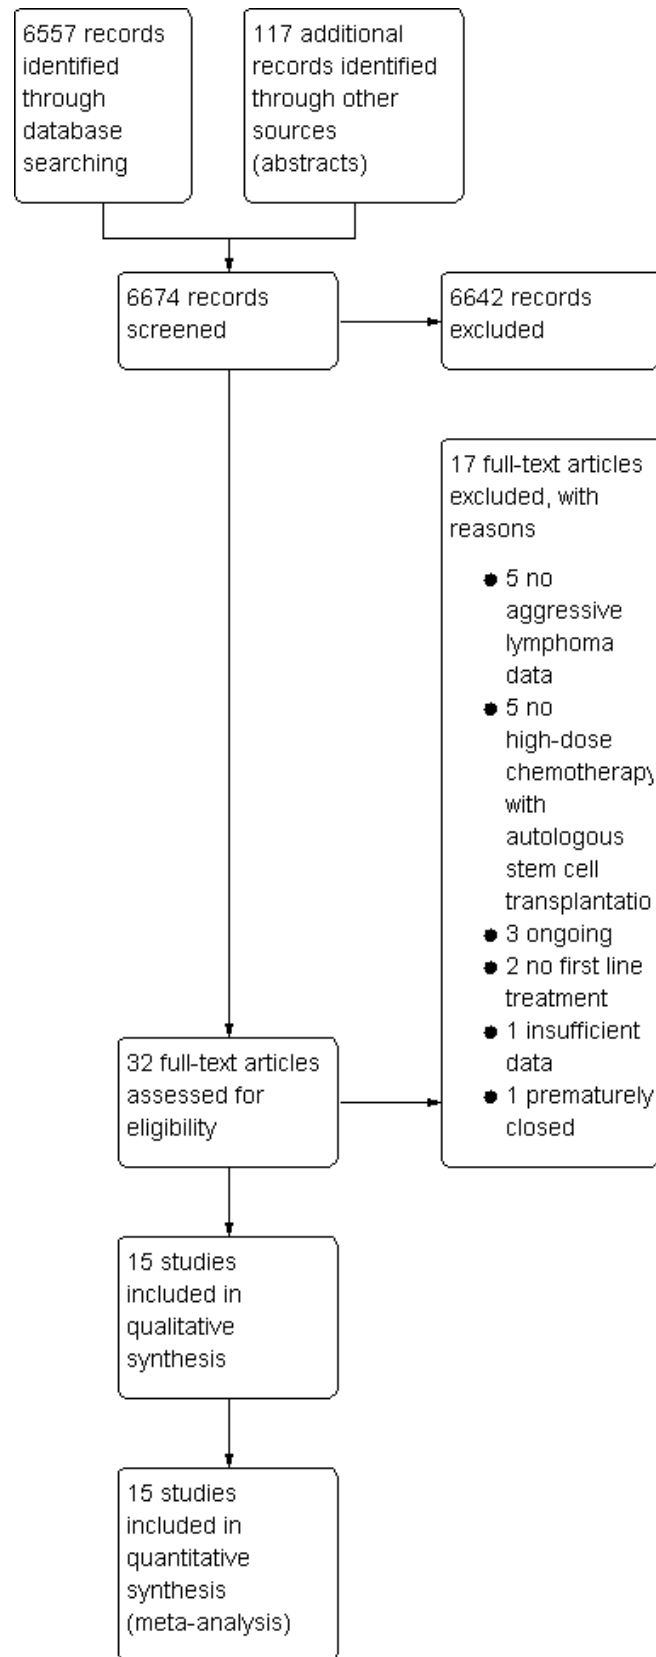 6557 records
identified
through
database
searching
117 additional
records identified
through other
sources
(abstracts)
6674 records
screened
6642 records
excluded
17 full-text articles
excluded, with
reasons
● 5 no
aggressive
lymphoma
data
● 5 no
high-dose
chemotherapy
with
autologous
stem cell
transplantatio
● 3 ongoing
● 2 no first line
treatment
● 1 insufficient
data
● 1 prematurely
closed
32 full-text articles
assessed for
eligibility
15 studies
included in
qualitative
synthesis
15 studies
included in
quantitative
synthesis
(meta-analysis)